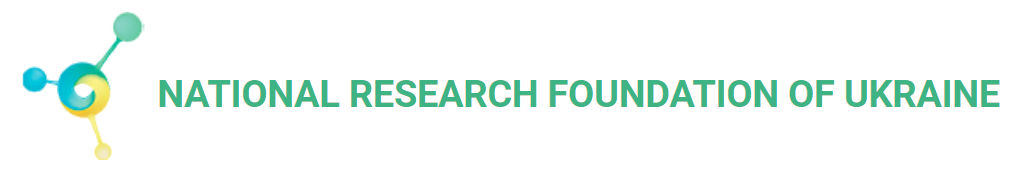 NATIONAL RESEARCH FOUNDATION OF UKRAINE